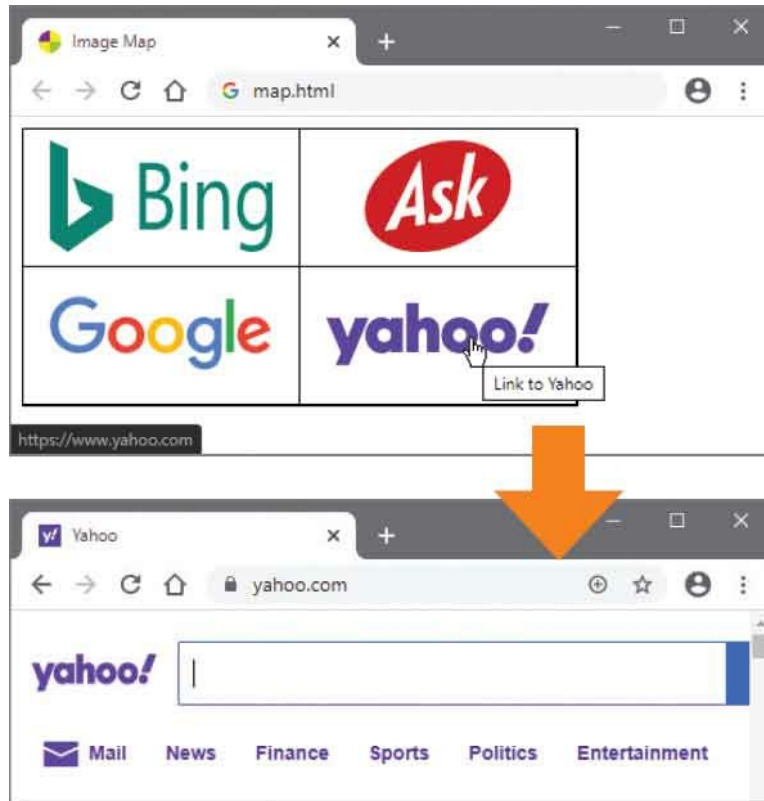 Image Map
map.html
Bing
Ask
Google
yahoo!
Link to Yahoo
https://www.yahoo.com
y! Yahoo
yahoo.com
yahoo!
Mail News Finance Sports Politics Entertainment